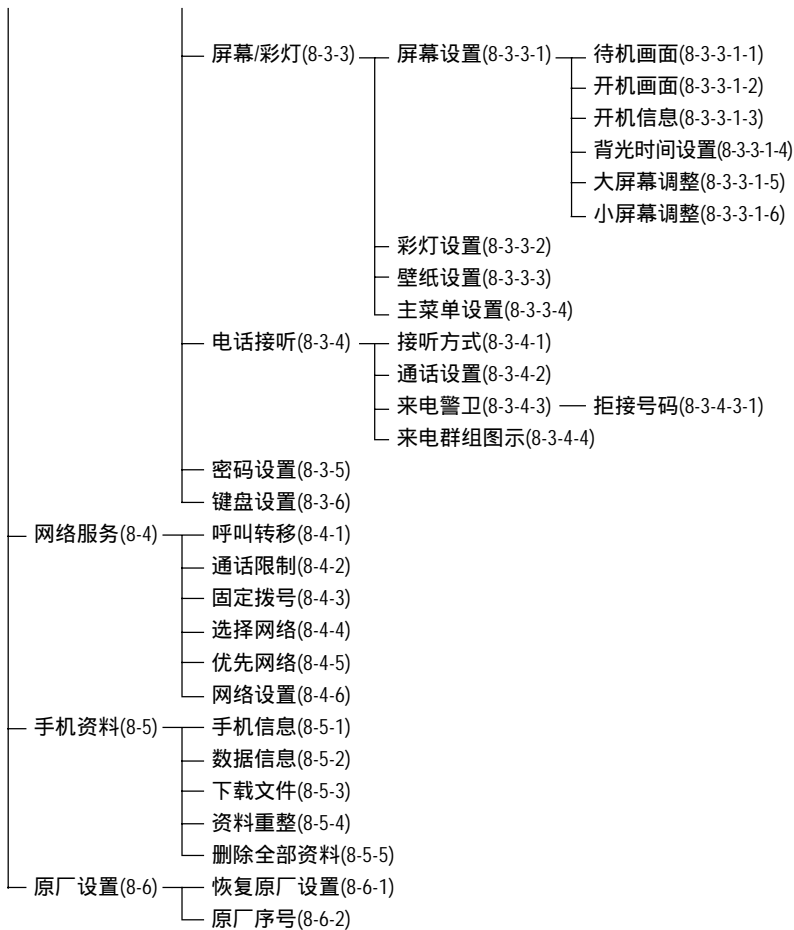 屏幕/彩灯(8-3-3) 屏幕设置(8-3-3-1) 待机画面(8-3-3-1-1)
开机画面(8-3-3-1-2)
开机信息(8-3-3-1-3)
背光时间设置(8-3-3-1-4)
大屏幕调整(8-3-3-1-5)
小屏幕调整(8-3-3-1-6)
彩灯设置(8-3-3-2)
壁纸设置(8-3-3-3)
主菜单设置(8-3-3-4)
电话接听(8-3-4) 接听方式(8-3-4-1)
通话设置(8-3-4-2)
来电警卫(8-3-4-3) 拒接号码(8-3-4-3-1)
来电群组图示(8-3-4-4)
密码设置(8-3-5)
键盘设置(8-3-6)
网络服务(8-4) 呼叫转移(8-4-1)
通话限制(8-4-2)
固定拨号(8-4-3)
选择网络(8-4-4)
优先网络(8-4-5)
网络设置(8-4-6)
手机资料(8-5) 手机信息(8-5-1)
数据信息(8-5-2)
下载文件(8-5-3)
资料重整(8-5-4)
删除全部资料(8-5-5)
原厂设置(8-6) 恢复原厂设置(8-6-1)
原厂序号(8-6-2)